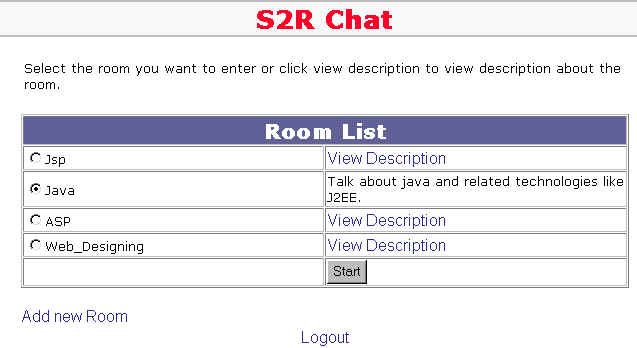 S2R Chat
Select the room you want to enter or click view description to view description about the
room.
Room List
Jsp View Description
Java Talk about java and related technologies like
J2EE.
ASP View Description
Web_Designing View Description
Start
Add new Room
Logout